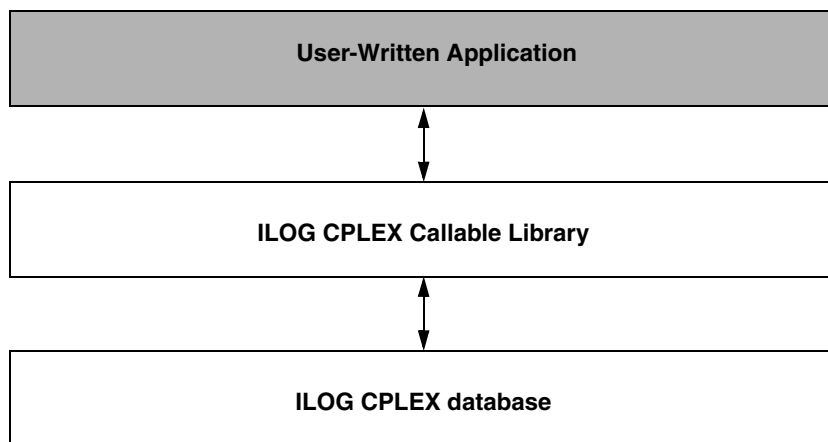 User-Written Application
ILOG CPLEX Callable Library
ILOG CPLEX database